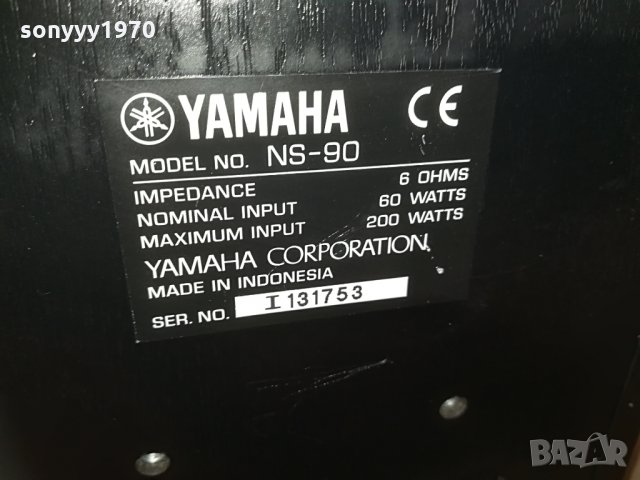 sonyyy1970
YAMAHA CE
MODEL NO. NS-90
IMPEDANCE 6 OHMS
NOMINAL INPUT 60 WATTS
MAXIMUM INPUT 200 WATTS
YAMAHA CORPORATION
MADE IN INDONESIA
SER. NO. I 131753
BAZAR